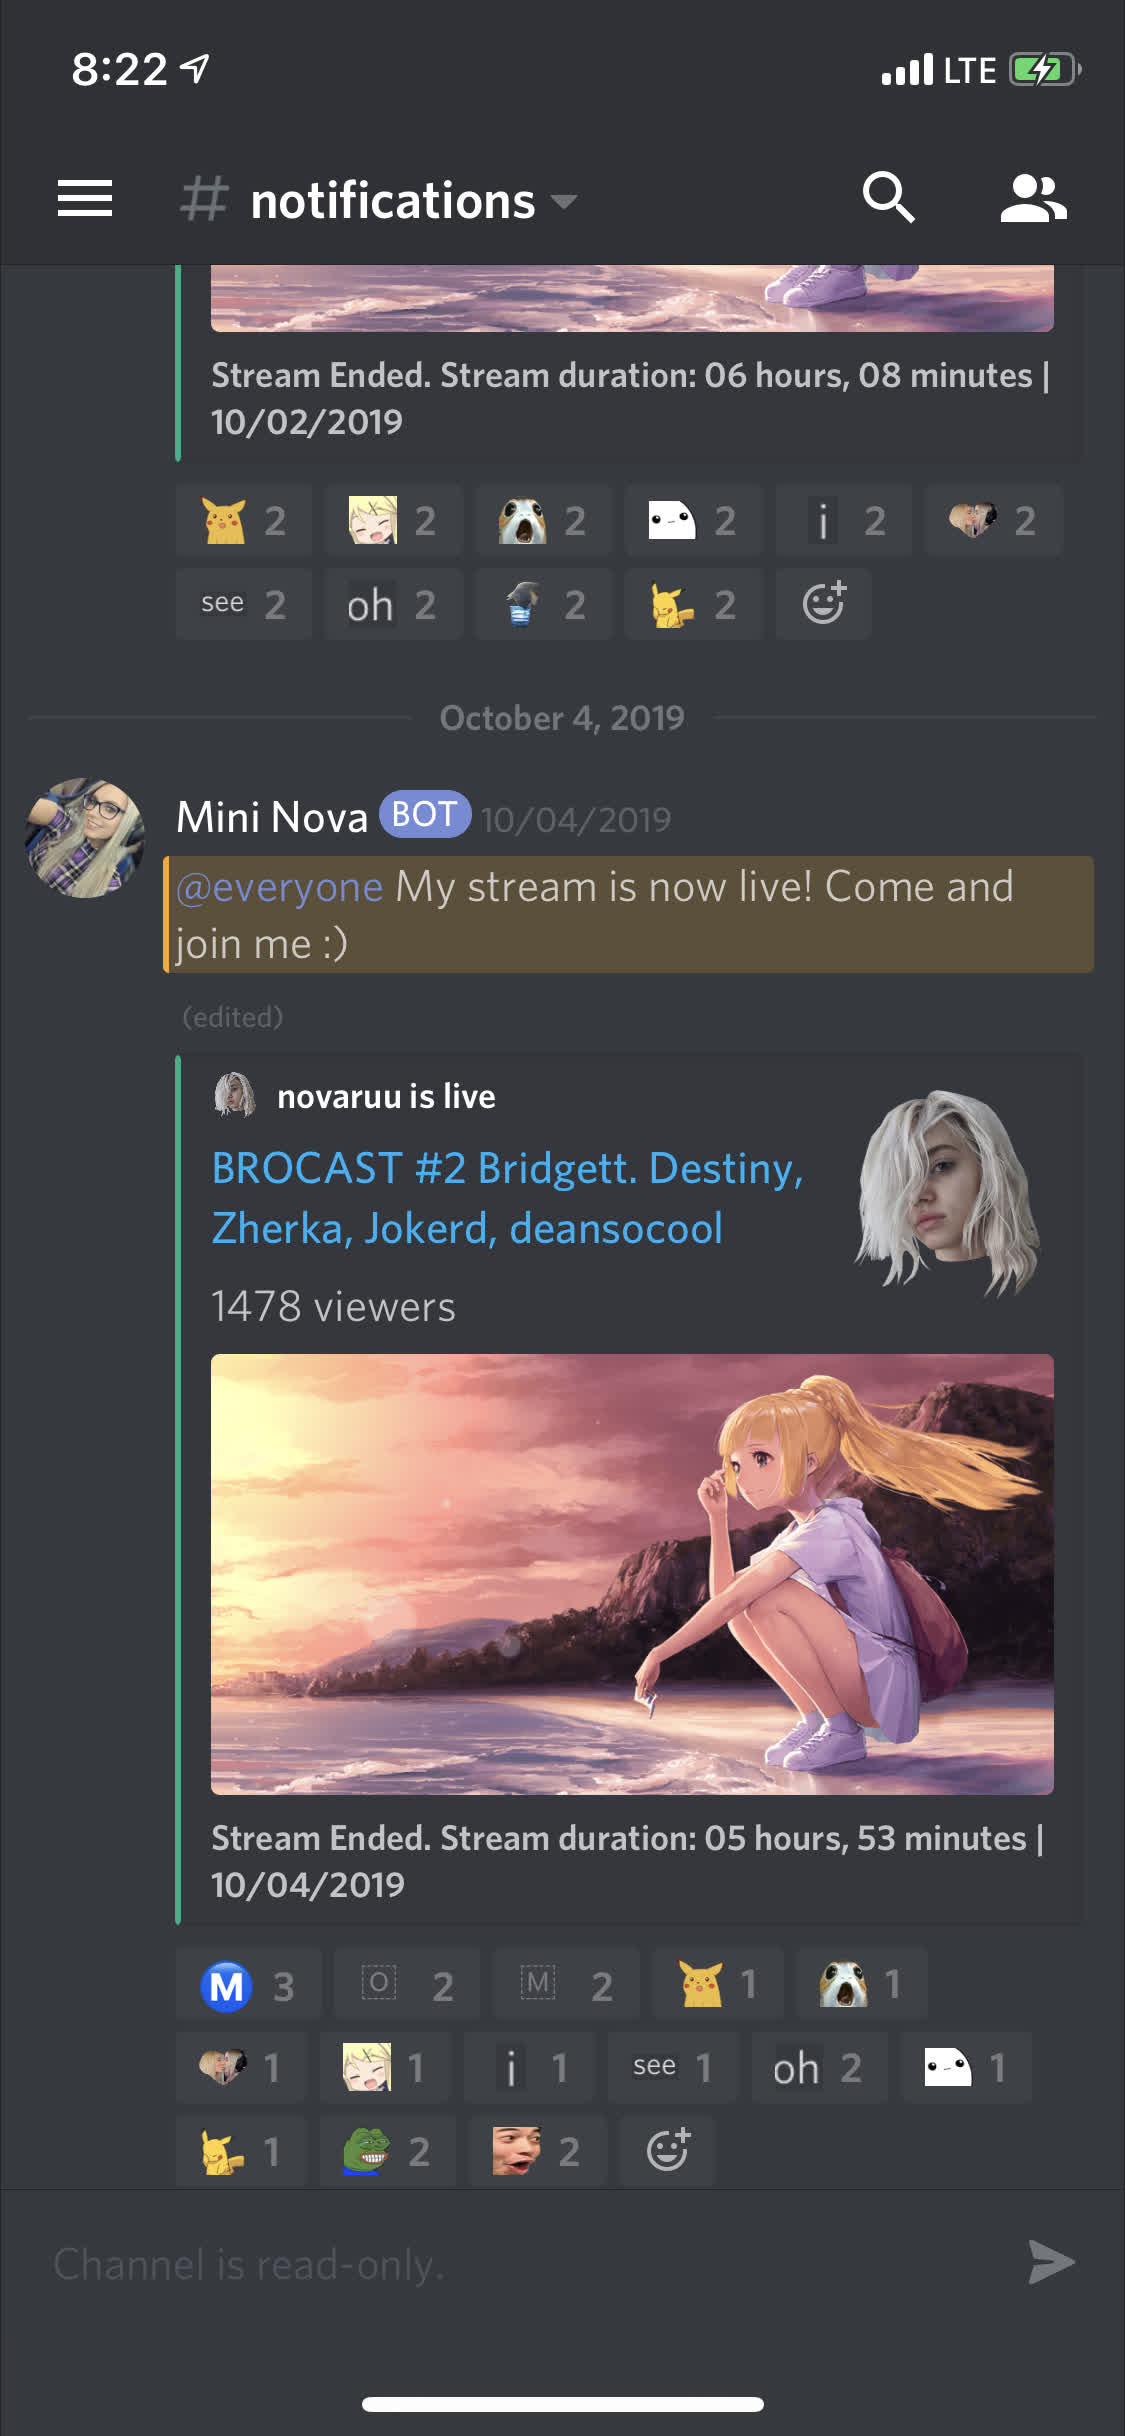 8:22 LTE
# notifications
Stream Ended. Stream duration: 06 hours, 08 minutes |
10/02/2019
2 2 2 2 i 2 2
see 2 oh 2 2 2
October 4, 2019
Mini Nova BOT 10/04/2019
@everyone My stream is now live! Come and
join me :)
(edited)
novaruu is live
BROCAST #2 Bridgett. Destiny,
Zherka, Jokerd, deansocool
1478 viewers
Stream Ended. Stream duration: 05 hours, 53 minutes |
10/04/2019
M 3 O 2 M 2 1 1
1 1 i 1 see 1 oh 2 1
1 2 2
Channel is read-only.